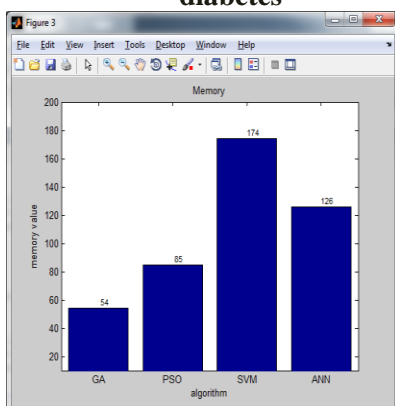 diabetes
Figure 3
File Edit View Insert Tools Desktop Window Help
Memory
200
180
160
140
120
100
80
60
40
20
memory value
54
85
174
126
GA PSO SVM ANN
algorithm